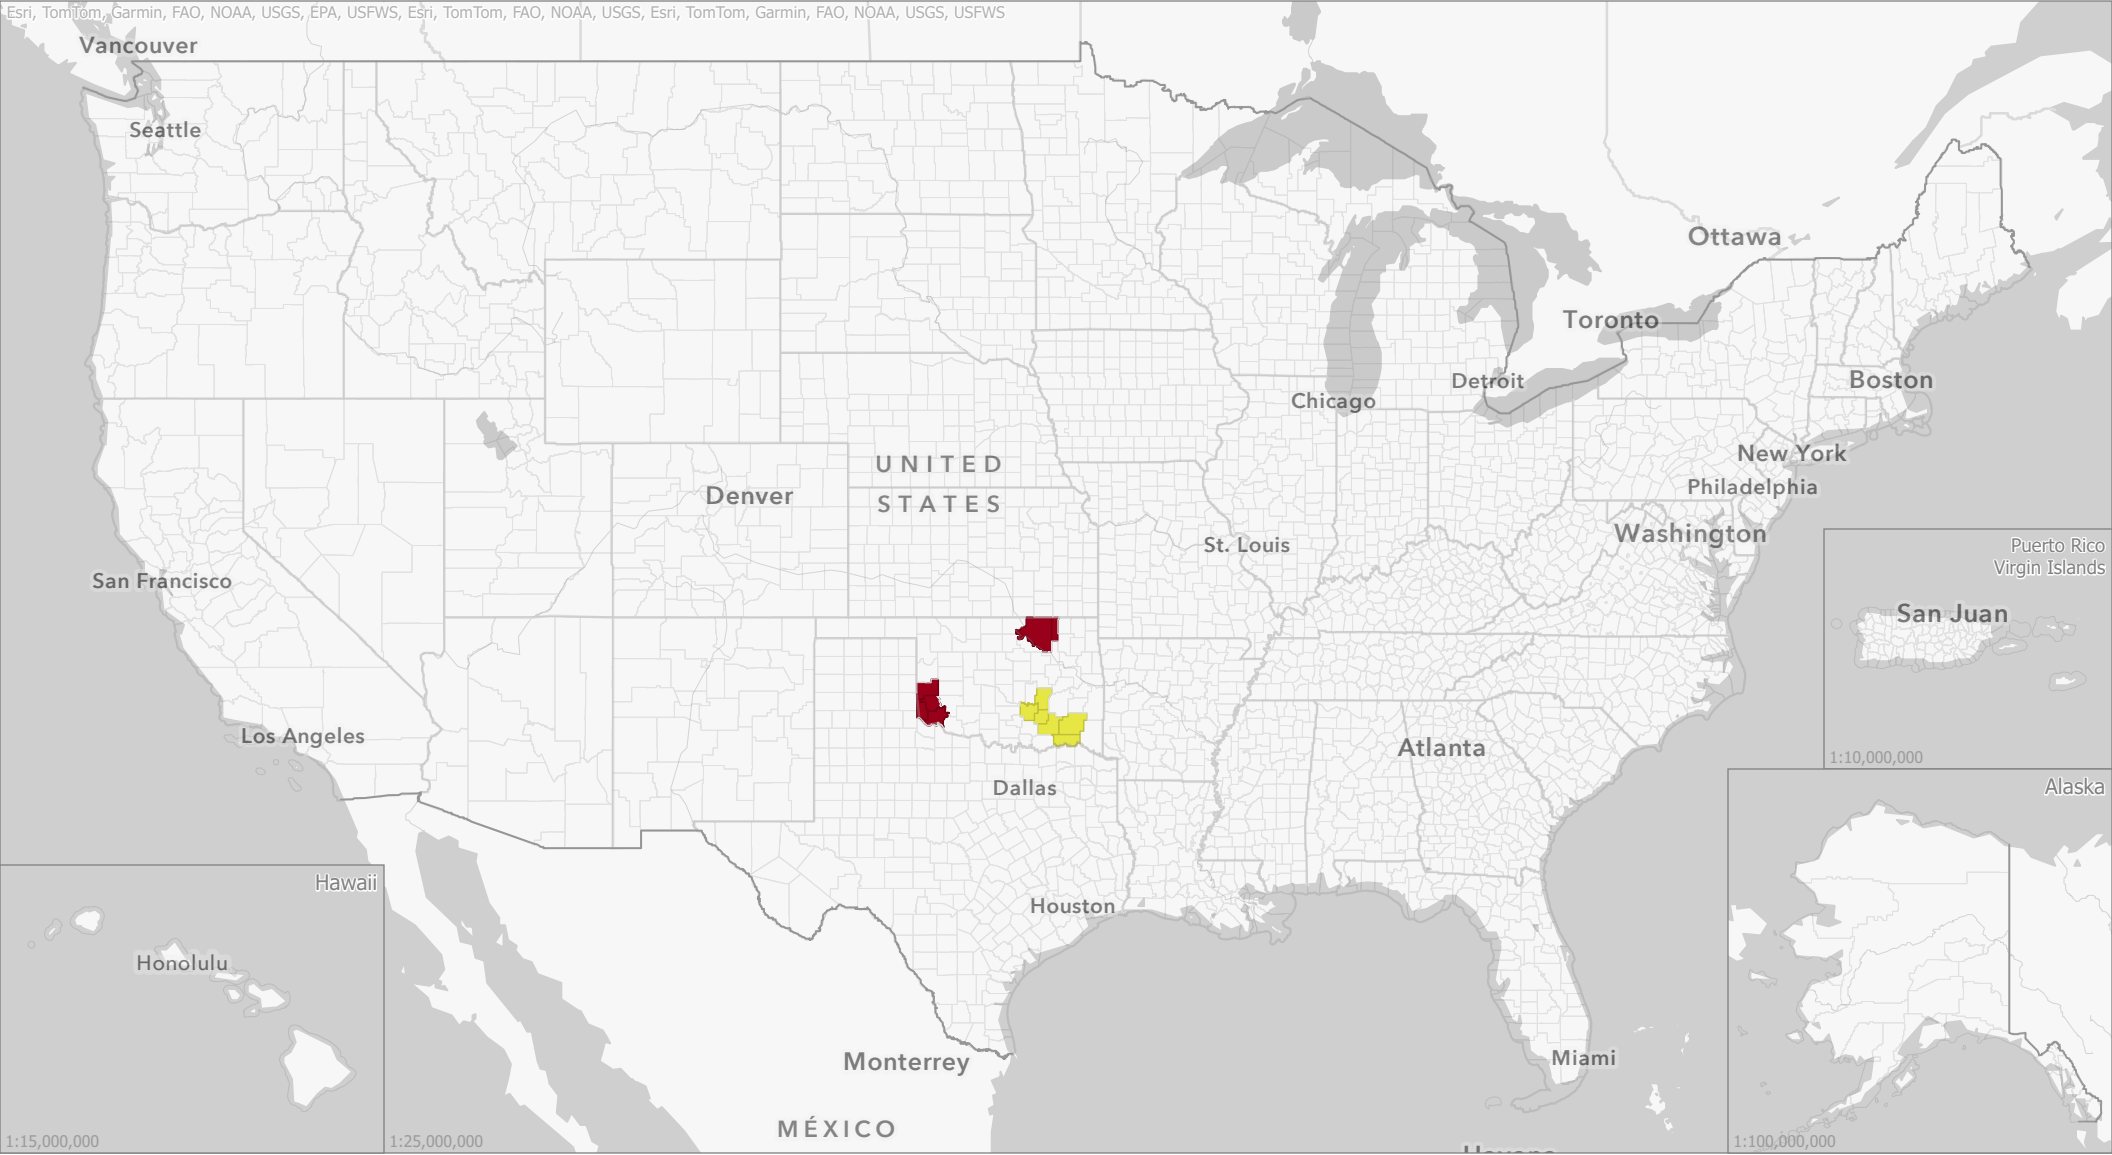 Esri, TomTom, Garmin, FAO, NOAA, USGS, EPA, USFWS, Esri, TomTom, FAO, NOAA, USGS, Esri, TomTom, Garmin, FAO, NOAA, USGS, USFWS
Vancouver
Seattle
Ottawa
Toronto
Detroit
Boston
Chicago
New York
UNITED
Denver
Philadelphia
STATES
Washington
St. Louis
Puerto Rico
Virgin Islands
San Francisco
San Juan
Los Angeles
Atlanta
1:10,000,000
Dallas
Alaska
Hawaii
Houston
Honolulu
Miami
Monterrey
MÉXICO
1:15,000,000
1:25,000,000
1:100,000,000